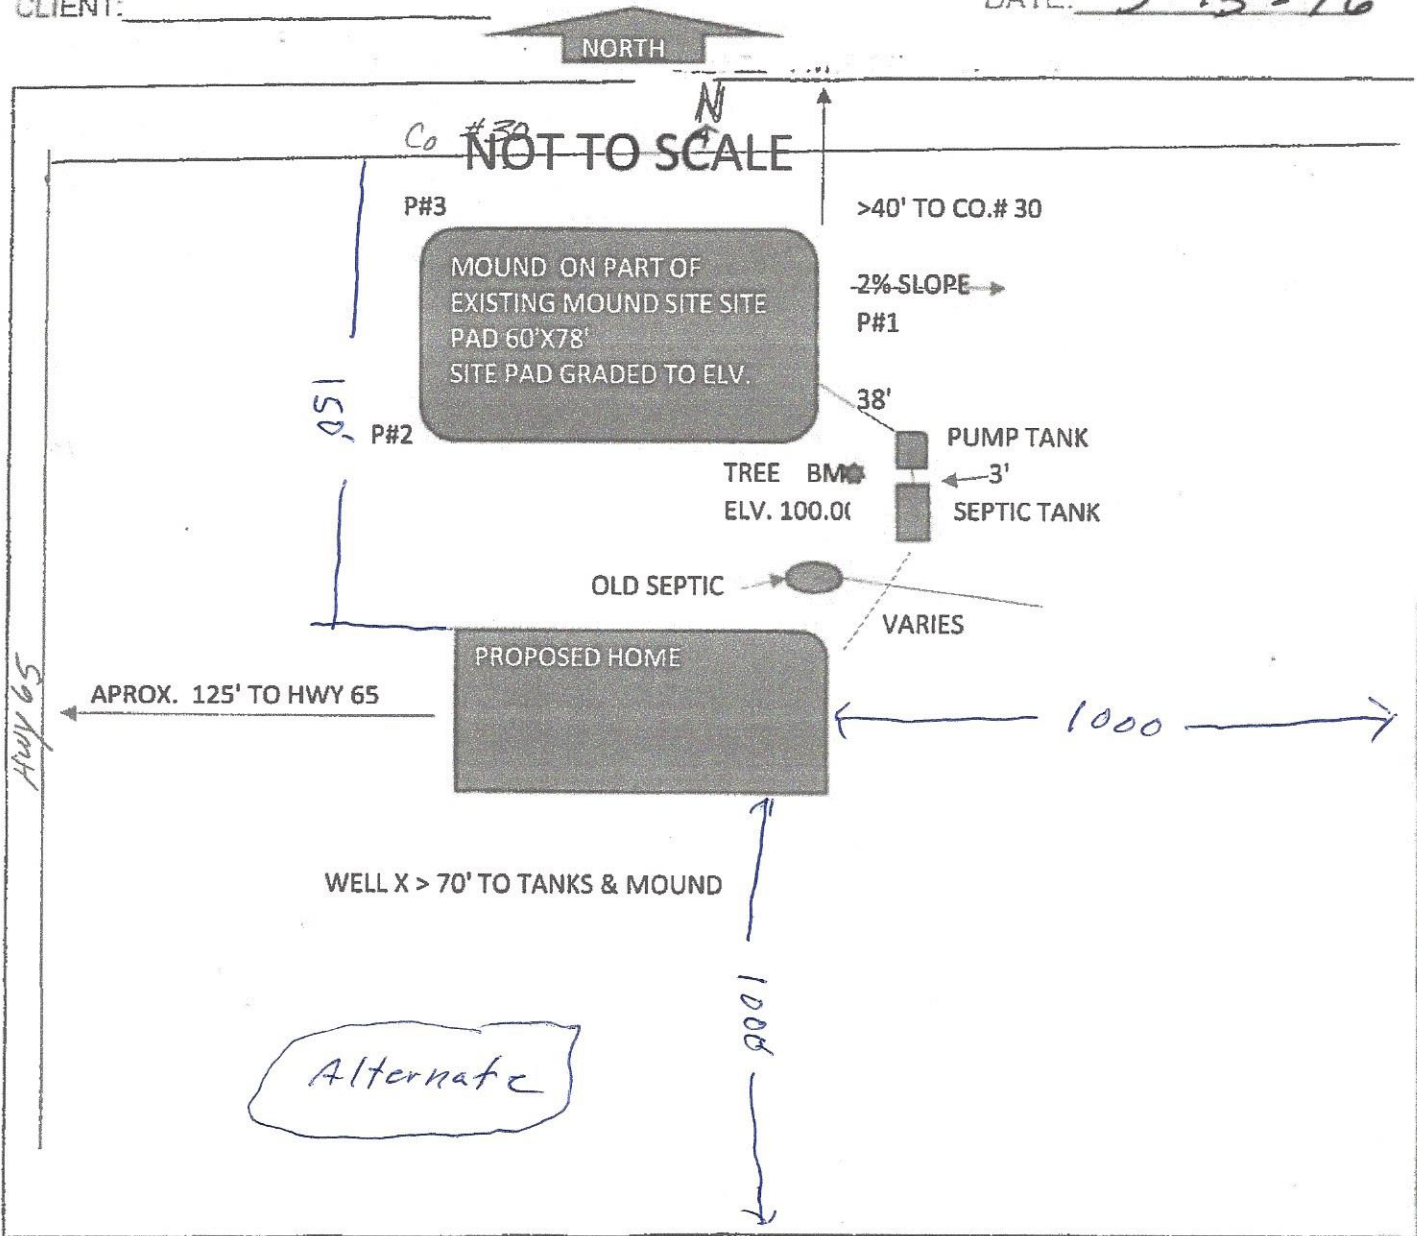 CLIENT:
DATE:
NORTH
N
Co #30
NOT TO SCALE
P#3
>40' TO CO.# 30
MOUND ON PART OF
EXISTING MOUND SITE SITE
PAD 60'X78'
SITE PAD GRADED TO ELV.
2% SLOPE
P#1
150'
38'
P#2
PUMP TANK
TREE BM
3'
ELV. 100.0
SEPTIC TANK
OLD SEPTIC
VARIES
PROPOSED HOME
HWY 65
APROX. 125' TO HWY 65
1000
WELL X > 70' TO TANKS & MOUND
1000
Alternate